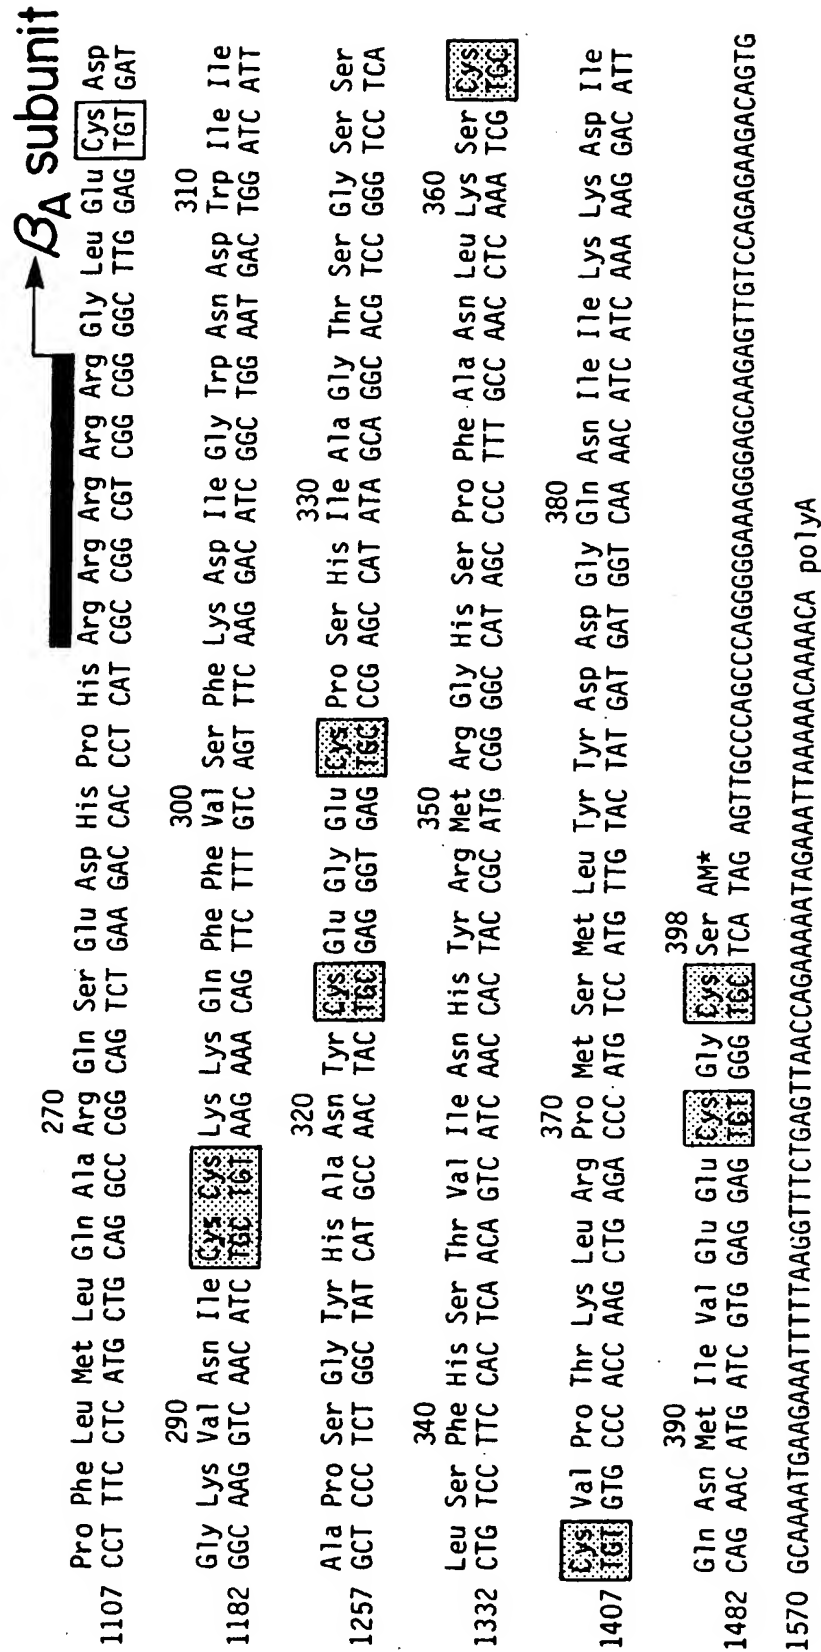 βA subunit
270
Pro Phe Leu Met Leu Gln Ala Arg Gln Ser Glu Asp His Pro His Arg Arg Arg Arg Arg Gly Leu Glu Cys Asp
1107 CCT TTC CTC ATG CTG CAG GCC CGG CAG TCT GAA GAC CAC CCT CAT CGC CGG CGT CGG CGG GGC TTG GAG TGT GAT
290 300 310
Gly Lys Val Asn Ile Cys Cys Lys Lys Gln Phe Phe Val Ser Phe Lys Asp Ile Gly Trp Asn Asp Trp Ile Ile
1182 GGC AAG GTC AAC ATC TGC TGT AAG AAA CAG TTC TTT GTC AGT TTC AAG GAC ATC GGC TGG AAT GAC TGG ATC ATT
320 330
Ala Pro Ser Gly Tyr His Ala Asn Tyr Cys Glu Gly Glu Cys Pro Ser His Ile Ala Gly Thr Ser Gly Ser Ser
1257 GCT CCC TCT GGC TAT CAT GCC AAC TAC TGC GAG GGT GAG TGC CCG AGC CAT ATA GCA GGC ACG TCC GGG TCC TCA
340 350 360
Leu Ser Phe His Ser Thr Val Ile Asn His Tyr Arg Met Arg Gly His Ser Pro Phe Ala Asn Leu Lys Ser Cys
1332 CTG TCC TTC CAC TCA ACA GTC ATC AAC CAC TAC CGC ATG CGG GGC CAT AGC CCC TTT GCC AAC CTC AAA TCG TGC
370 380
Cys Val Pro Thr Lys Leu Arg Pro Met Ser Met Leu Tyr Tyr Asp Asp Gly Gln Asn Ile Ile Lys Lys Asp Ile
1407 TGT GTG CCC ACC AAG CTG AGA CCC ATG TCC ATG TTG TAC TAT GAT GAT GGT CAA AAC ATC ATC AAA AAG GAC ATT
390 398
Gln Asn Met Ile Val Glu Glu Cys Gly Cys Ser AM*
1482 CAG AAC ATG ATC GTG GAG GAG TGT GGG TGC TCA TAG AGTTGCCCAGCCCAGGGGGAAAGGGAGCAAGAGTTGTCCAGAGAAGACAGTG
1570 GCAAAATGAAGAAATTTTTAAGGTTTCTGAGTTAACCAGAAAAATAGAAATTAAAAACAAAACA polyA